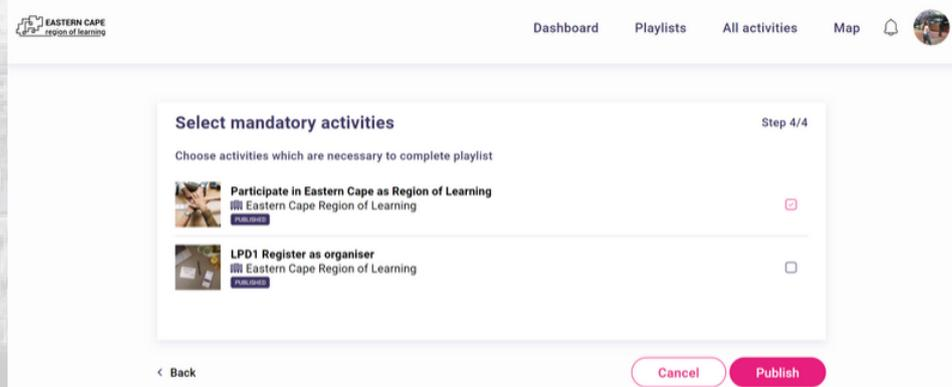 EASTERN CAPE
region of learning
Dashboard
Playlists
All activities
Map
Select mandatory activities
Step 4/4
Choose activities which are necessary to complete playlist
Participate in Eastern Cape as Region of Learning
Eastern Cape Region of Learning
PUBLISHED
LPD1 Register as organiser
Eastern Cape Region of Learning
PUBLISHED
Back
Cancel
Publish